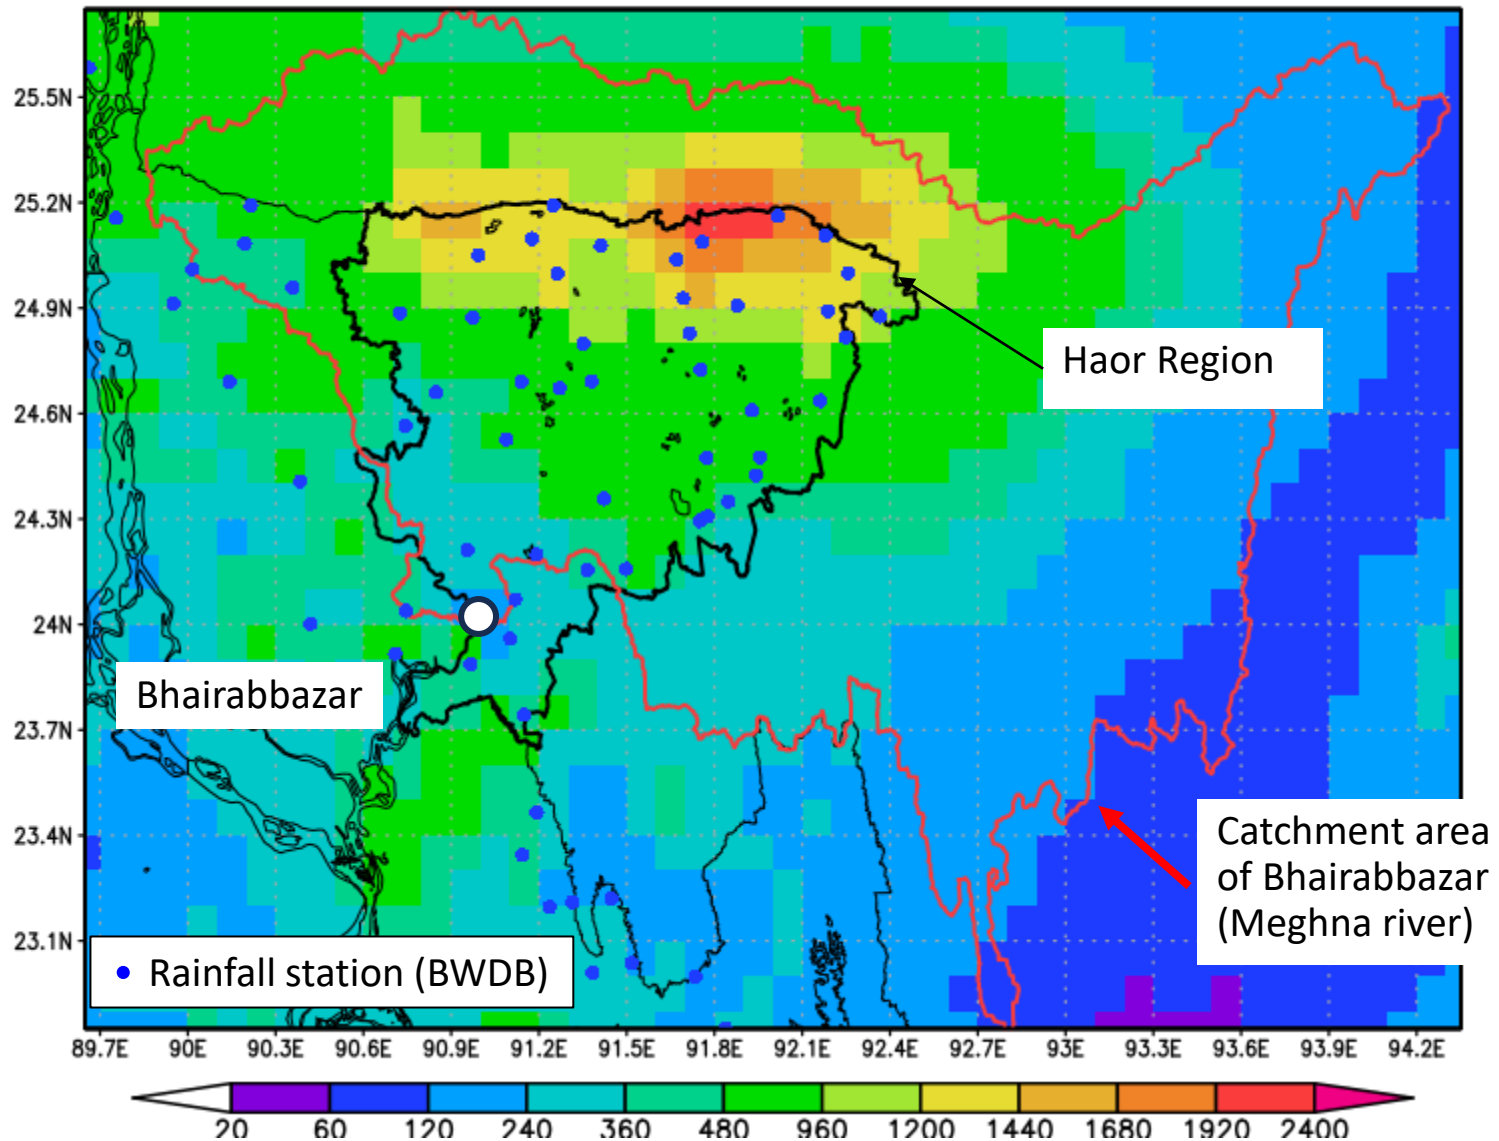 25.5N
25.2N
24.9N
Haor Region
24.6N
24.3N
24N
Bhairabbazar
23.7N
23.4N
Catchment area
of Bhairabbazar
(Meghna river)
23.1N
Rainfall station (BWDB)
89.7E 90E 90.3E 90.6E 90.9E 91.2E 91.5E 91.8E 92.1E 92.4E 92.7E 93E 93.3E 93.6E 93.9E 94.2E
20 60 120 240 360 480 960 1200 1440 1680 1920 2400